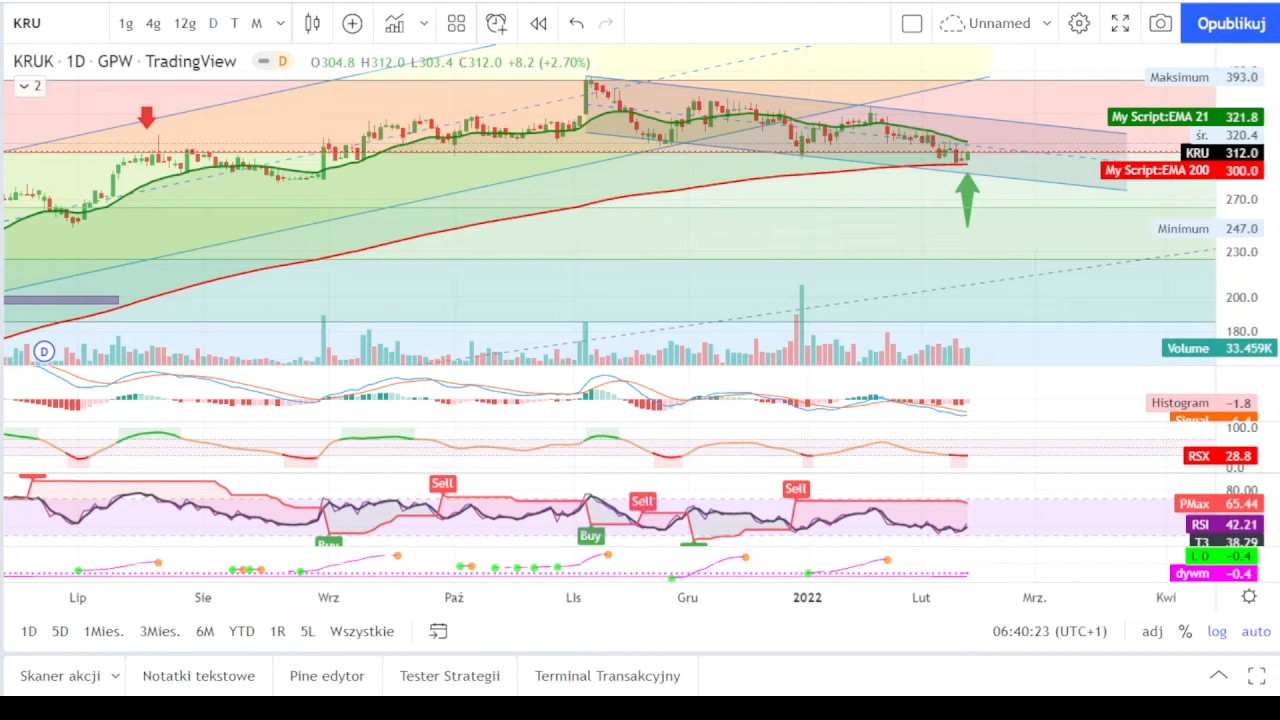 KRU 1g 4g 12g D T M Unnamed Opublikuj
KRUK · 1D · GPW · TradingView D O304.8 H312.0 L303.4 C312.0 +8.2 (+2.70%)
2
Maksimum 393.0
My Script:EMA 21 321.8
śr. 320.4
KRU 312.0
My Script:EMA 200 300.0
270.0
Minimum 247.0
230.0
200.0
180.0
D
Volume 33.459K
Histogram −1.8
100.0
RSX 28.8
0.0
Sell Sell Sell
80.00
PMax 65.44
RSI 42.21
T3 38.29
Buy Buy
L D −0.4
dywm −0.4
Lip Sie Wrz Paź LIs Gru 2022 Lut Mrz. Kwi
1D 5D 1Mies. 3Mies. 6M YTD 1R 5L Wszystkie 06:40:23 (UTC+1) adj % log auto
Skaner akcji Notatki tekstowe Pine edytor Tester Strategii Terminal Transakcyjny